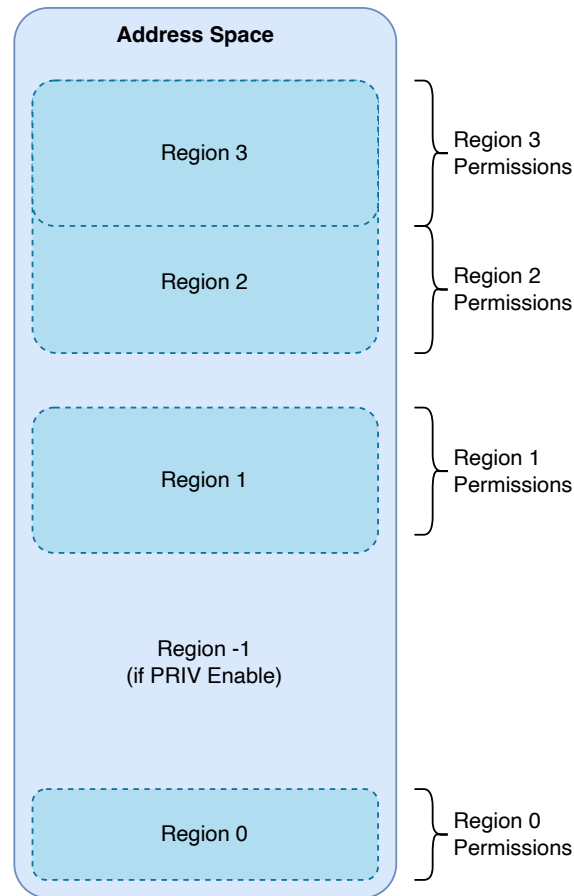 Address Space
Region 3
Region 3
Permissions
Region 2
Region 2
Permissions
Region 1
Region 1
Permissions
Region -1
(if PRIV Enable)
Region 0
Region 0
Permissions